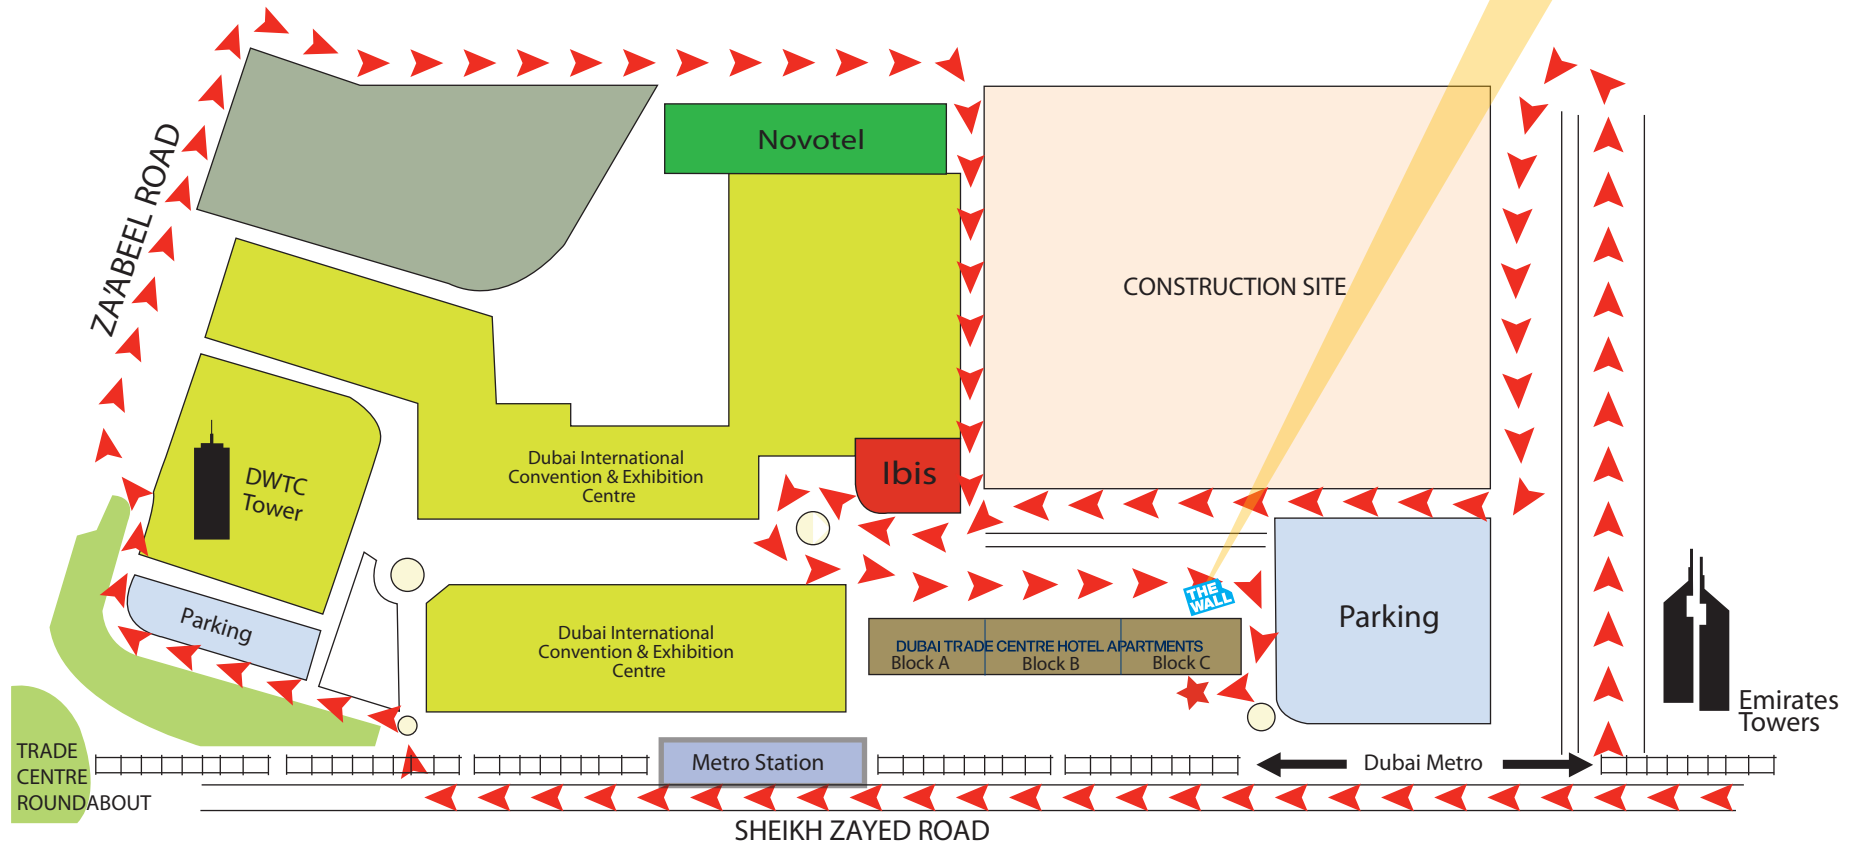 Novotel
ZA'ABEEL ROAD
CONSTRUCTION SITE
Dubai International
Convention & Exhibition
Centre
Ibis
DWTC
Tower
THE
WALL
Parking
Parking
Dubai International
Convention & Exhibition
Centre
DUBAI TRADE CENTRE HOTEL APARTMENTS
Block A
Block B
Block C
Emirates
Towers
TRADE
CENTRE
ROUNDABOUT
Metro Station
Dubai Metro
SHEIKH ZAYED ROAD